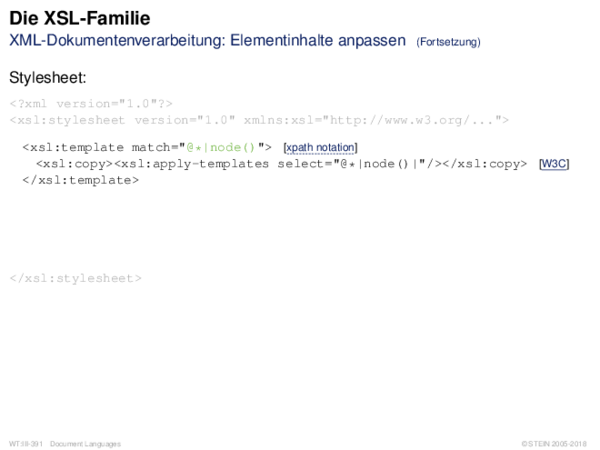 Die XSL-Familie
XML-Dokumentenverarbeitung: Elementinhalte anpassen (Fortsetzung)
Stylesheet:
<?xml version="1.0"?>
<xsl:stylesheet version="1.0" xmlns:xsl="http://www.w3.org/...">
<xsl:template match="@*|node()"> [xpath notation]
<xsl:copy><xsl:apply-templates select="@*|node()|"/></xsl:copy> [W3C]
</xsl:template>
</xsl:stylesheet>
WT:III-391 Document Languages © STEIN 2005-2018